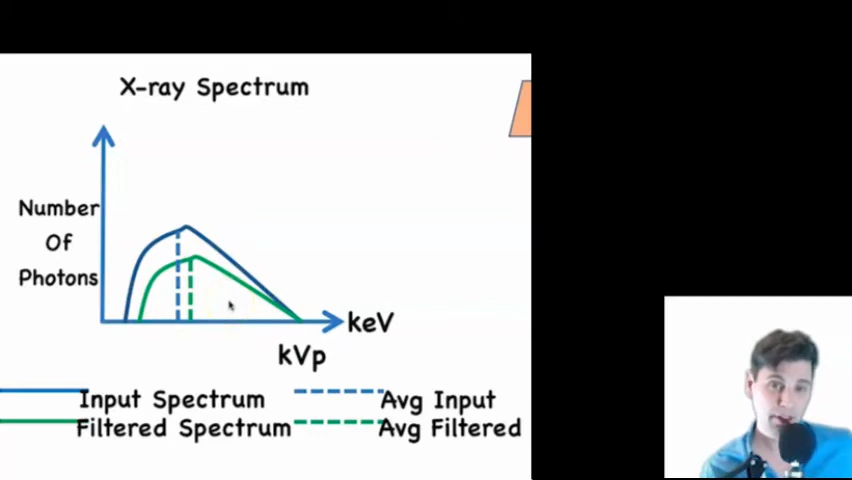 X-ray Spectrum
Number
Of
Photons
keV
kVp
Input Spectrum
Avg Input
Filtered Spectrum
Avg Filtered